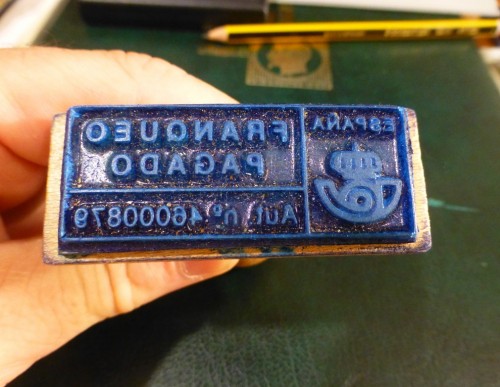 FRANQUEO
PAGADO
Aut. nº 46000879
ESPAÑA